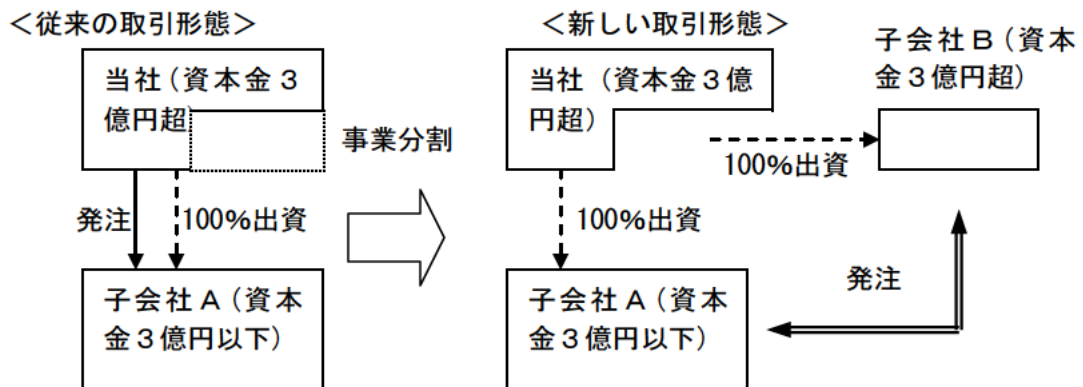 ＜従来の取引形態＞
当社（資本金３
億円超
事業分割
発注
100%出資
子会社Ａ（資本
金３億円以下）
＜新しい取引形態＞
当社（資本金３億
円超）
子会社Ｂ（資本
金３億円超）
100%出資
100%出資
発注
子会社Ａ（資本
金３億円以下）